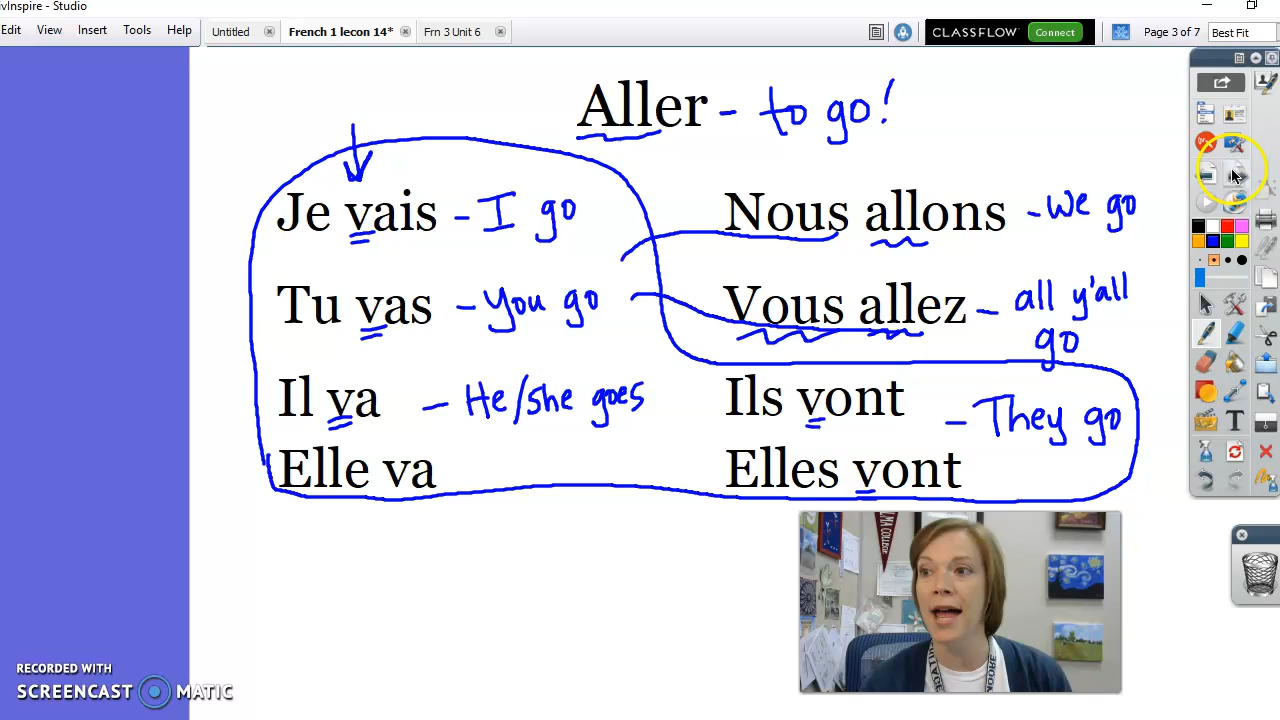 ivInspire - Studio
Edit View Insert Tools Help Untitled French 1 lecon 14* Frn 3 Unit 6 CLASSFLOW Connect Page 3 of 7 Best Fit
Aller - to go!
Je vais - I go
Nous allons - we go
Tu vas - You go
Vous allez - all y'all go
Il va - He/she goes
Elle va
Ils vont - They go
Elles vont
ALMA COLLEGE
RECORDED WITH
SCREENCAST MATIC